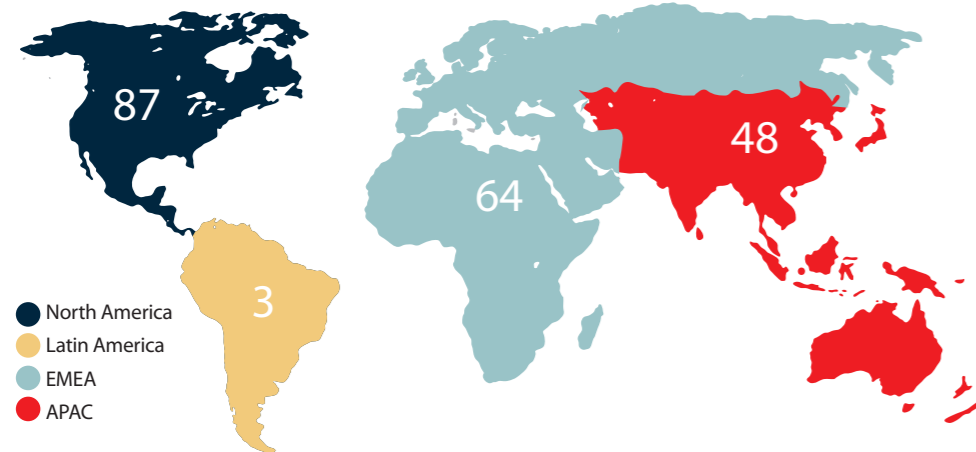 87
48
64
3
North America
Latin America
EMEA
APAC